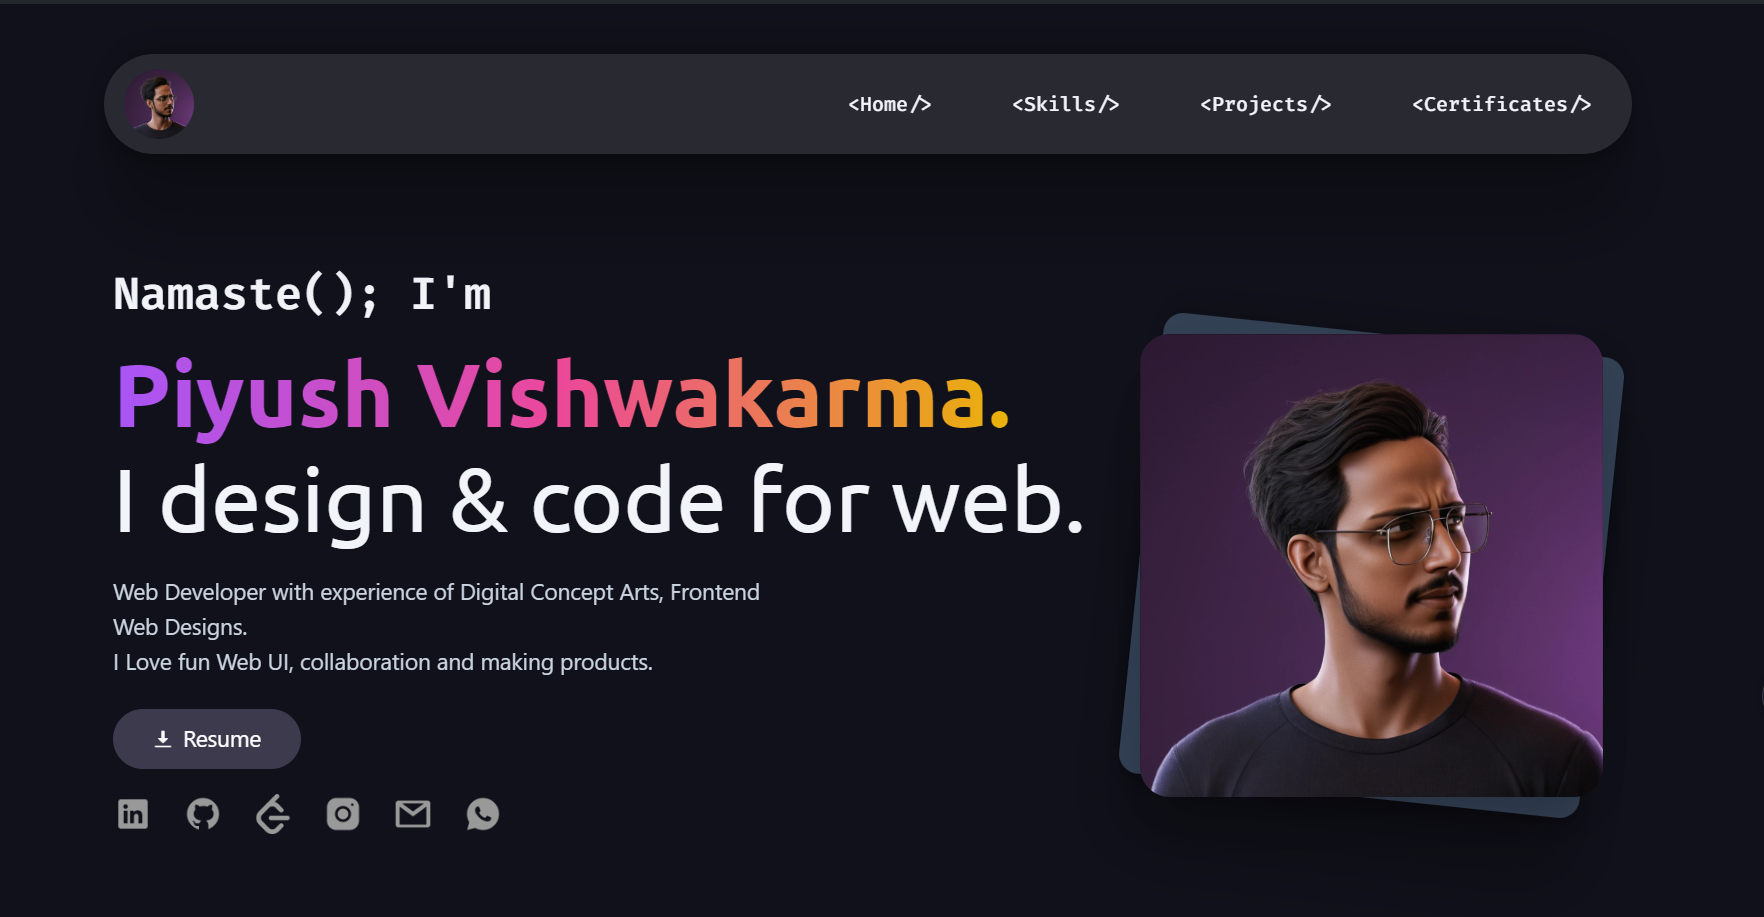 <Home/> <Skills/> <Projects/> <Certificates/>
Namaste(); I'm
Piyush Vishwakarma.
I design & code for web.
Web Developer with experience of Digital Concept Arts, Frontend
Web Designs.
I Love fun Web UI, collaboration and making products.
Resume
in